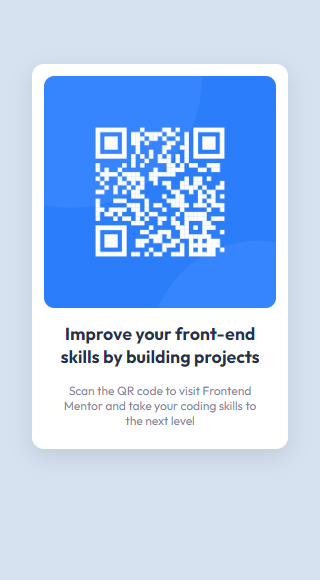 Improve your front-end
skills by building projects
Scan the QR code to visit Frontend
Mentor and take your coding skills to
the next level